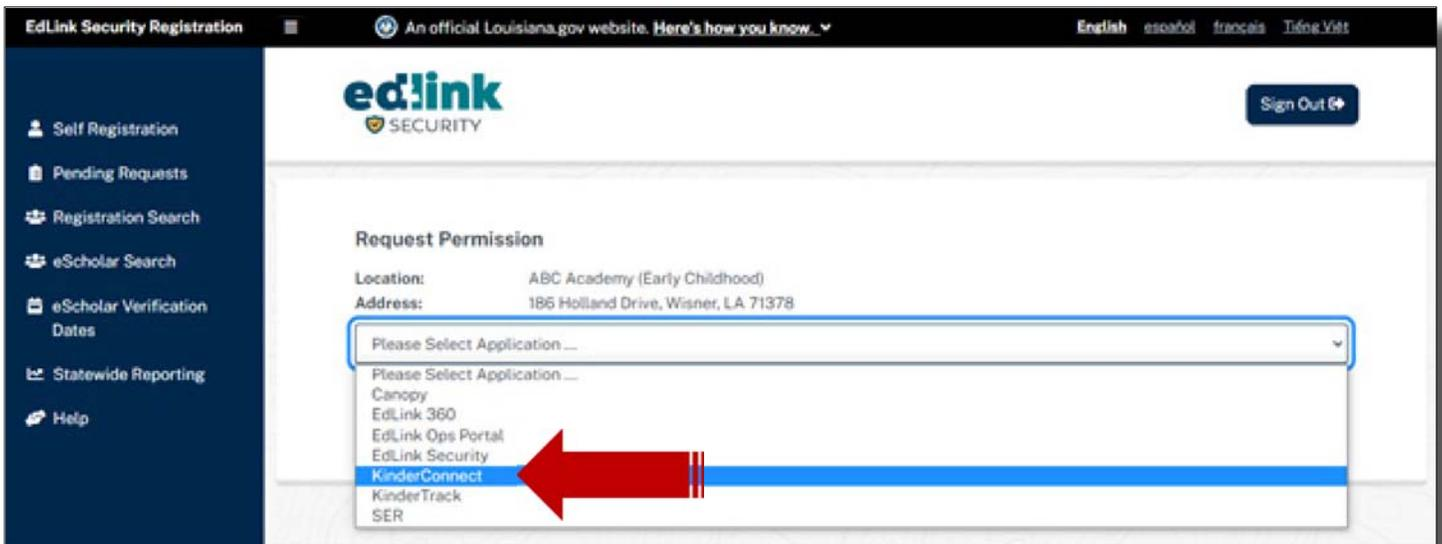 EdLink Security Registration
An official Louisiana.gov website. Here's how you know.
English español français Tiếng Việt
edlink
SECURITY
Sign Out
Self Registration
Pending Requests
Registration Search
eScholar Search
eScholar Verification
Dates
Statewide Reporting
Help
Request Permission
Location: ABC Academy (Early Childhood)
Address: 186 Holland Drive, Wisner, LA 71378
Please Select Application ...
Please Select Application ...
Canopy
EdLink 360
EdLink Ops Portal
EdLink Security
KinderConnect
KinderTrack
SER